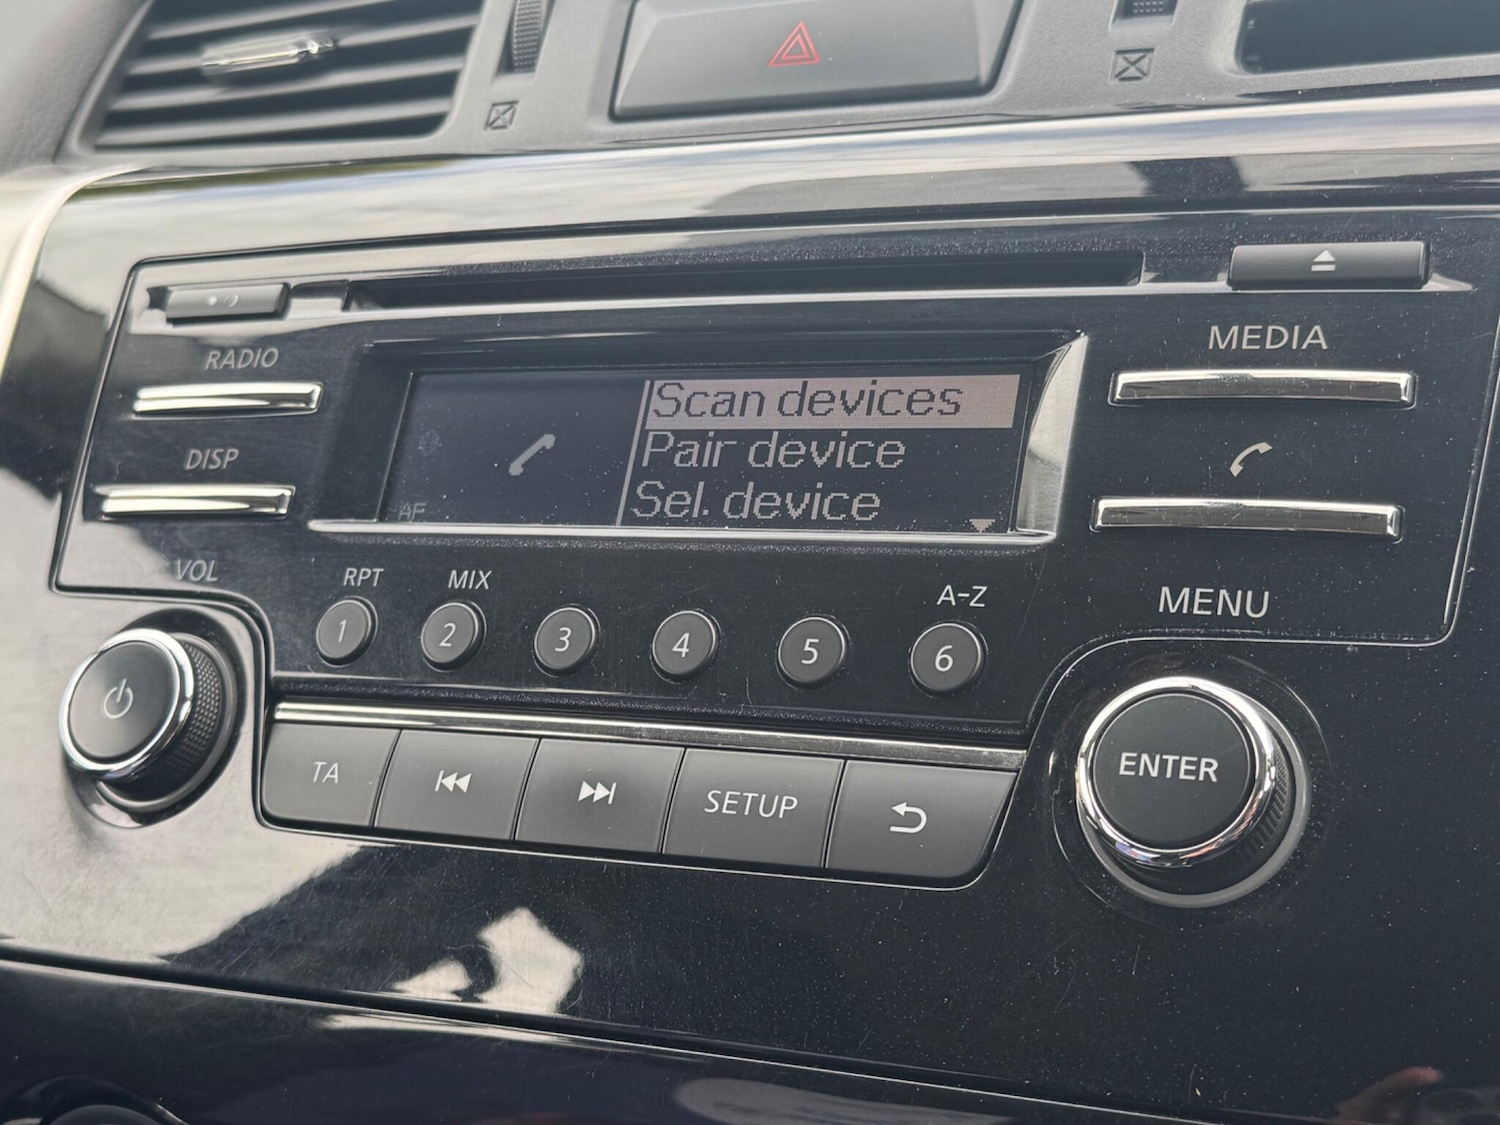 RADIO
MEDIA
Scan devices
Pair device
Sel. device
DISP
AF
VOL
RPT
MIX
A-Z
MENU
1
2
3
4
5
6
TA
SETUP
ENTER